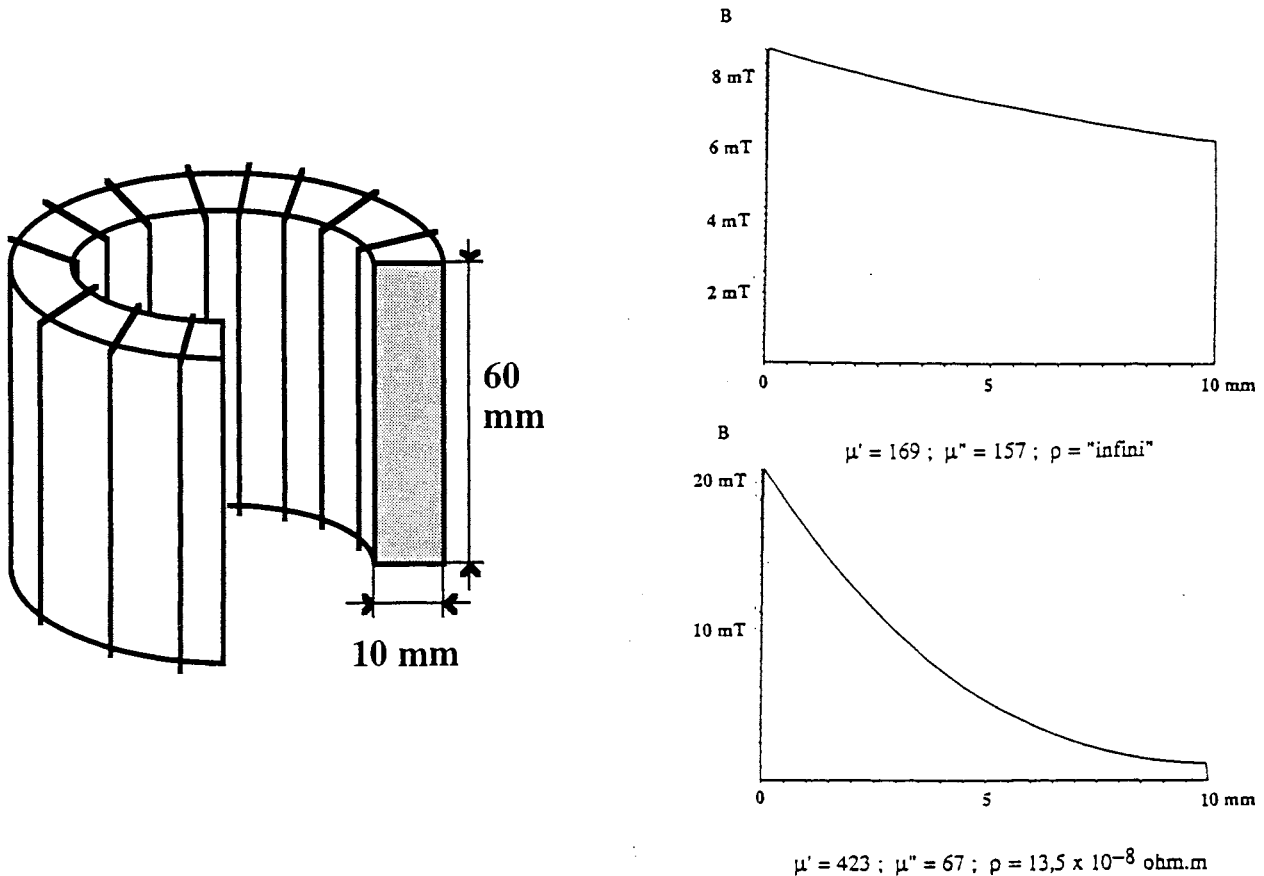 60
mm
10 mm
B
8 mT
6 mT
4 mT
2 mT
0 5 10 mm
μ' = 169 ; μ" = 157 ; ρ = "infini"
B
20 mT
10 mT
0 5 10 mm
μ' = 423 ; μ" = 67 ; ρ = 13,5 x 10⁻⁸ ohm.m